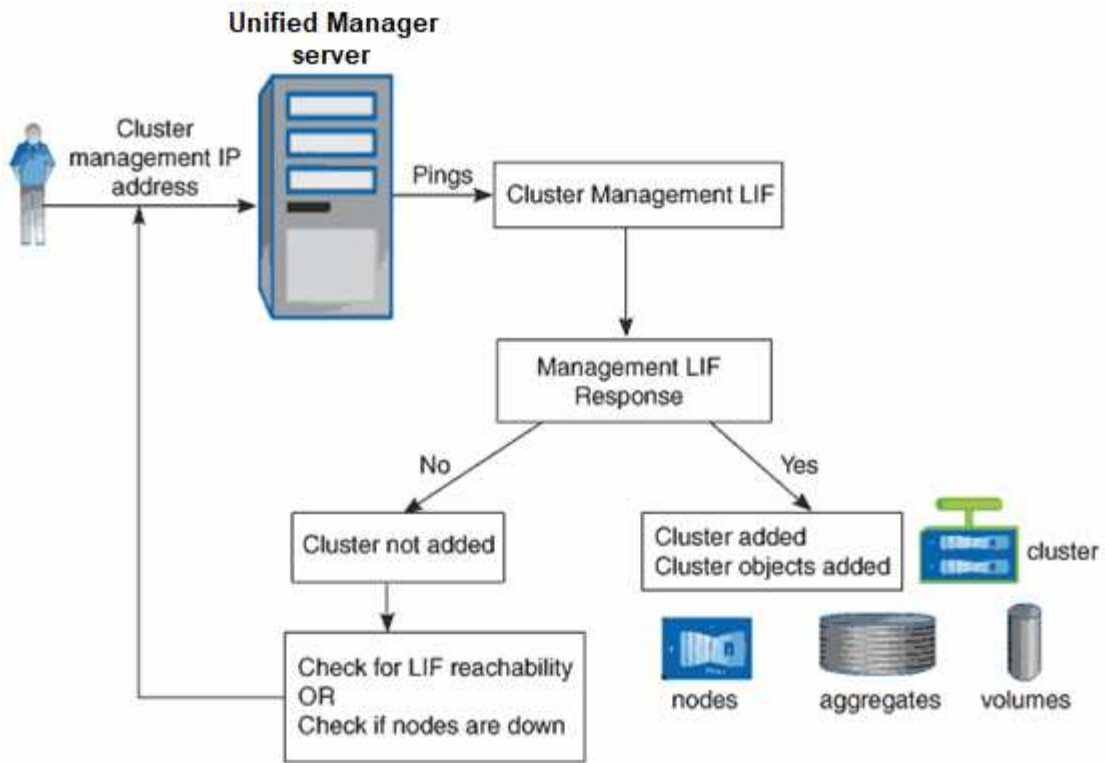 Unified Manager
server
Cluster
management IP
address
Pings
Cluster Management LIF
Management LIF
Response
No
Yes
Cluster not added
Cluster added
Cluster objects added
cluster
Check for LIF reachability
OR
Check if nodes are down
nodes
aggregates
volumes